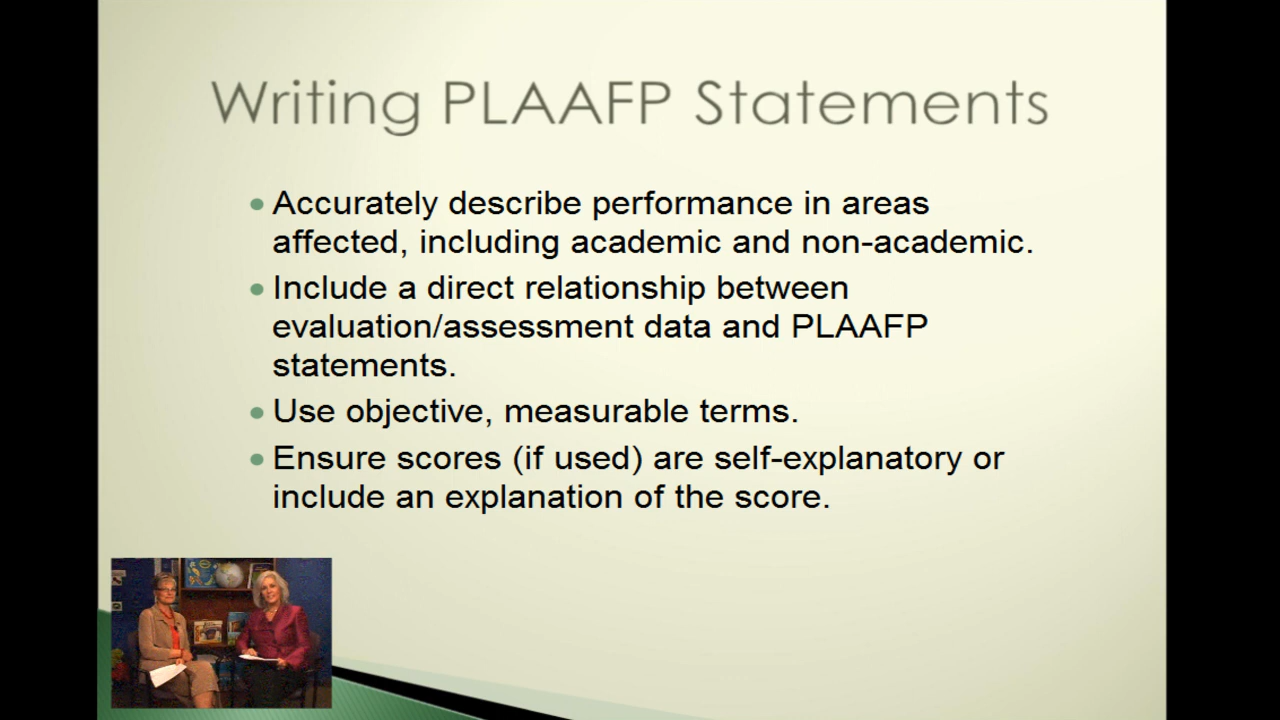 Writing PLAAFP Statements
Accurately describe performance in areas
affected, including academic and non-academic.
Include a direct relationship between
evaluation/assessment data and PLAAFP
statements.
Use objective, measurable terms.
Ensure scores (if used) are self-explanatory or
include an explanation of the score.